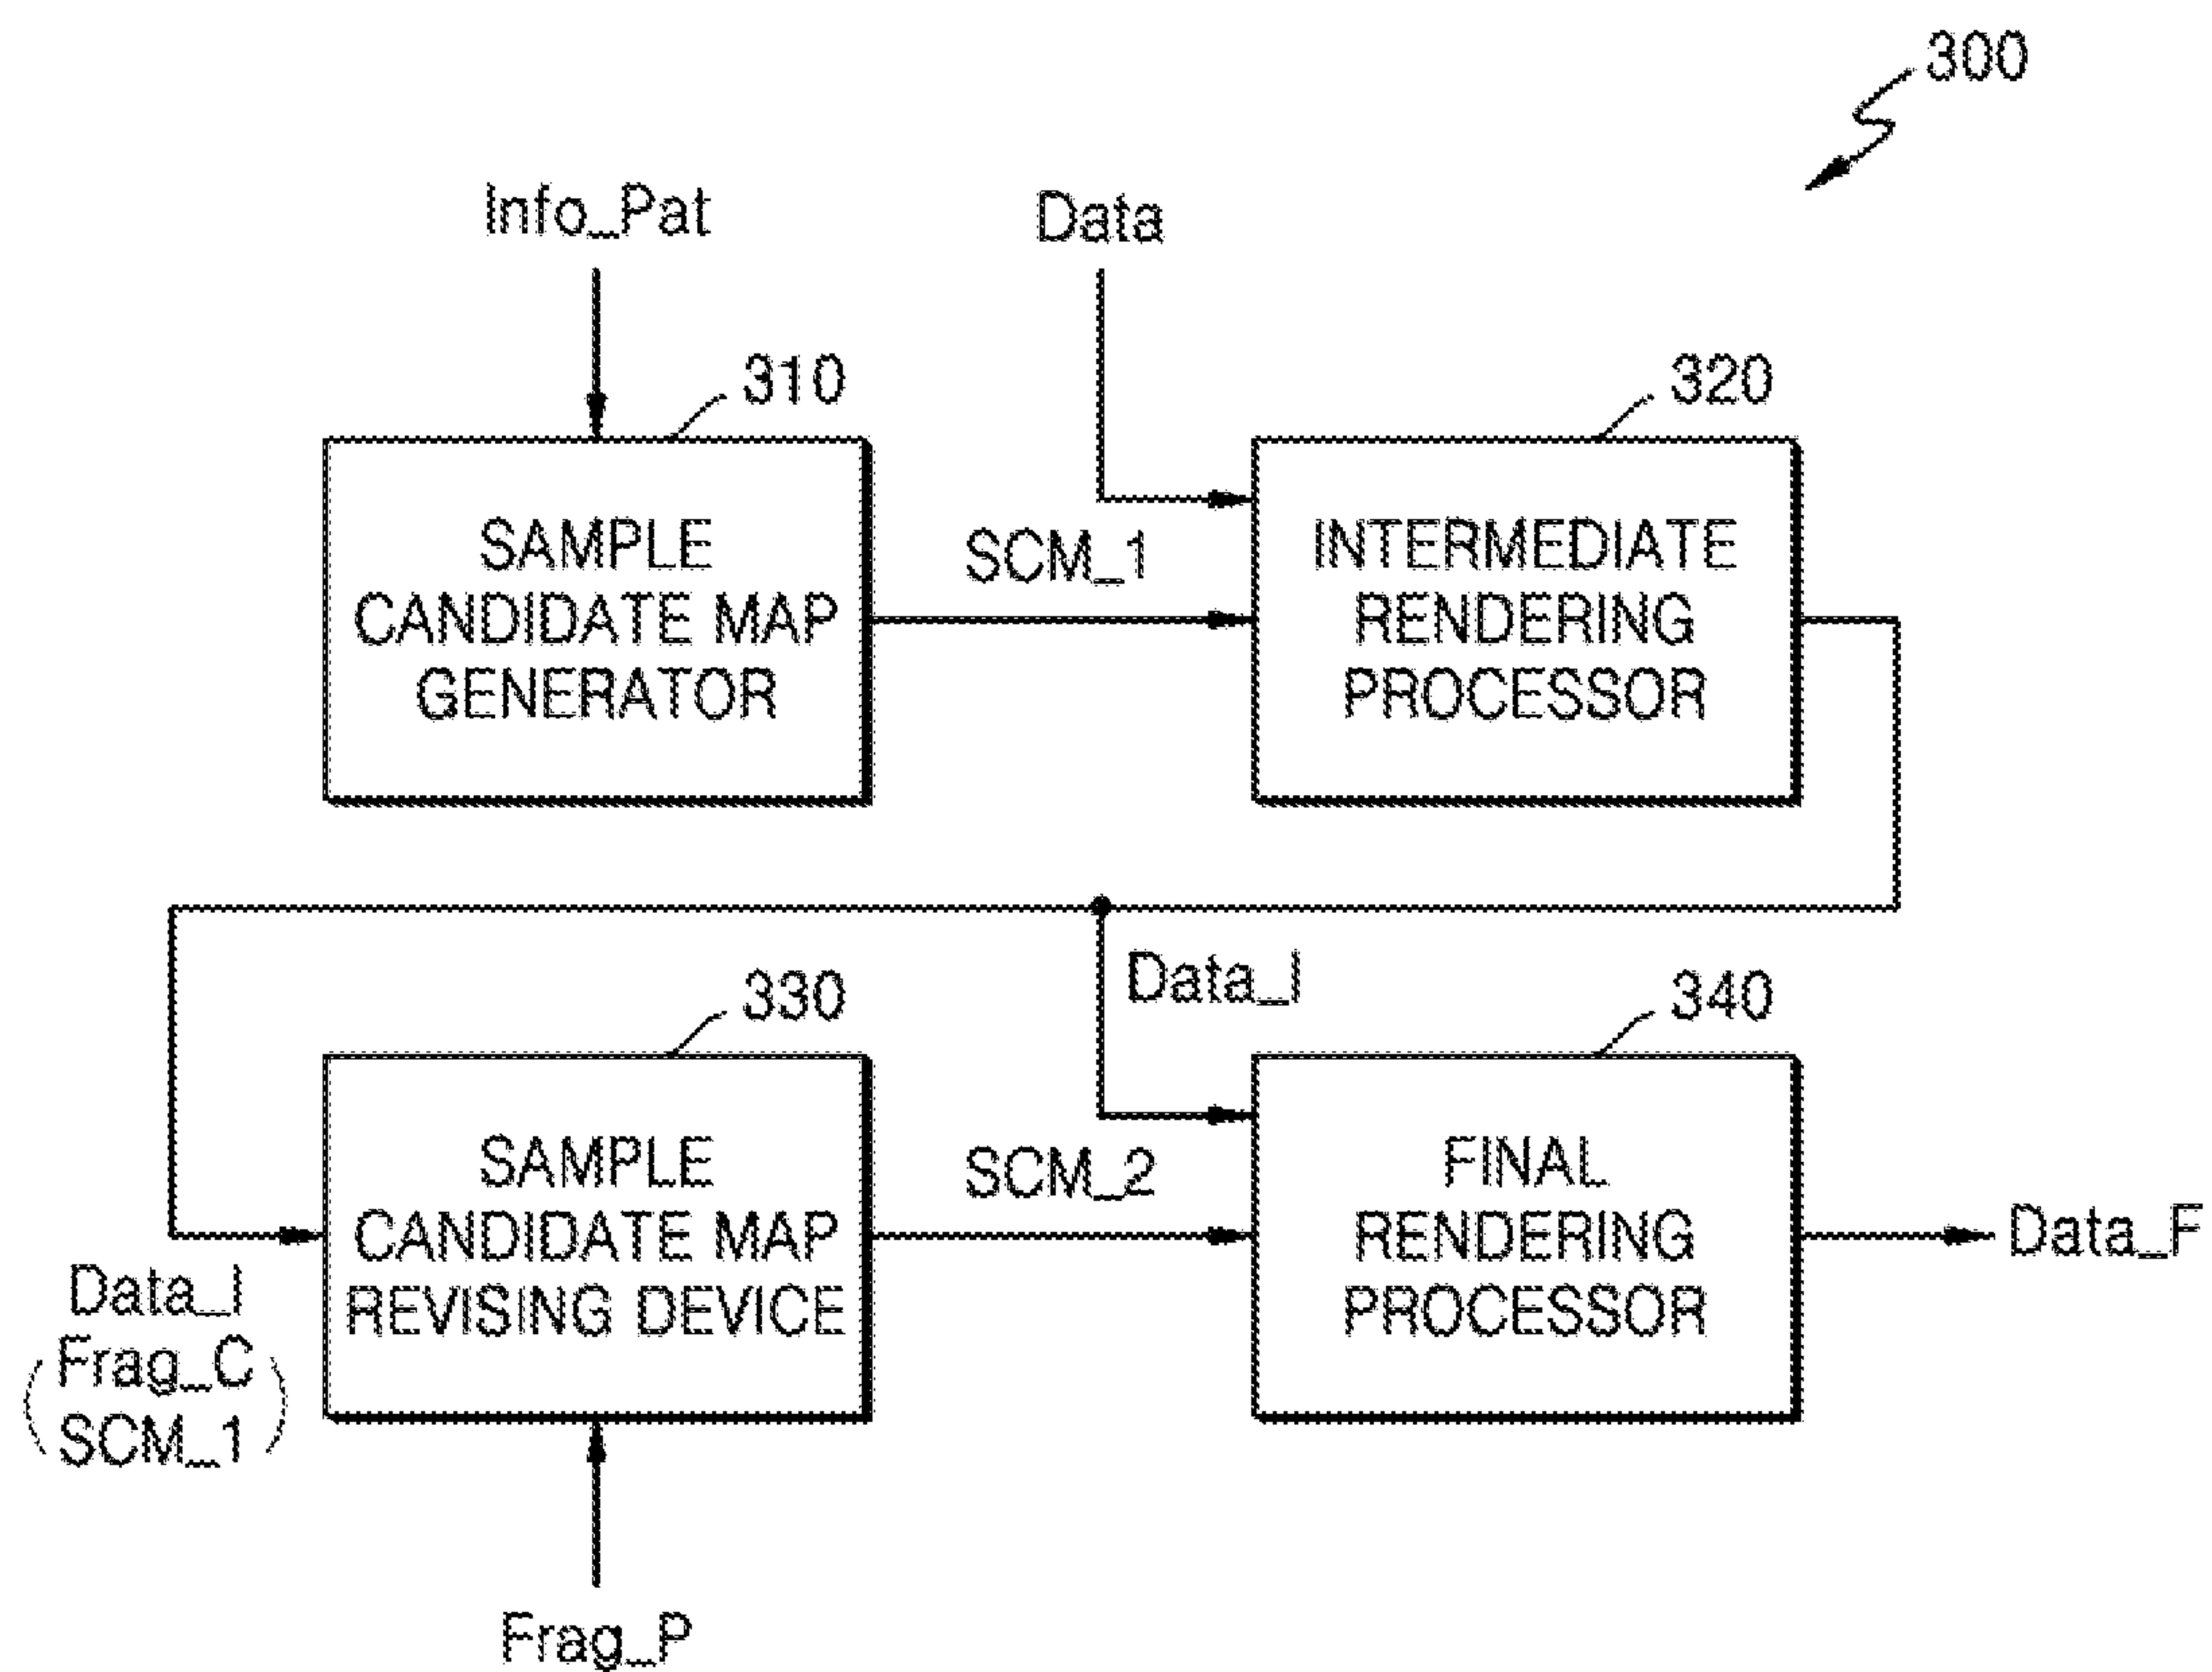 300
Info_Pat
Data
310
320
SAMPLE
CANDIDATE MAP
GENERATOR
SCM_1
INTERMEDIATE
RENDERING
PROCESSOR
Data_I
330
340
SAMPLE
CANDIDATE MAP
REVISING DEVICE
SCM_2
FINAL
RENDERING
PROCESSOR
Data_F
Data_I
(Frag_C
SCM_1)
Frag_P